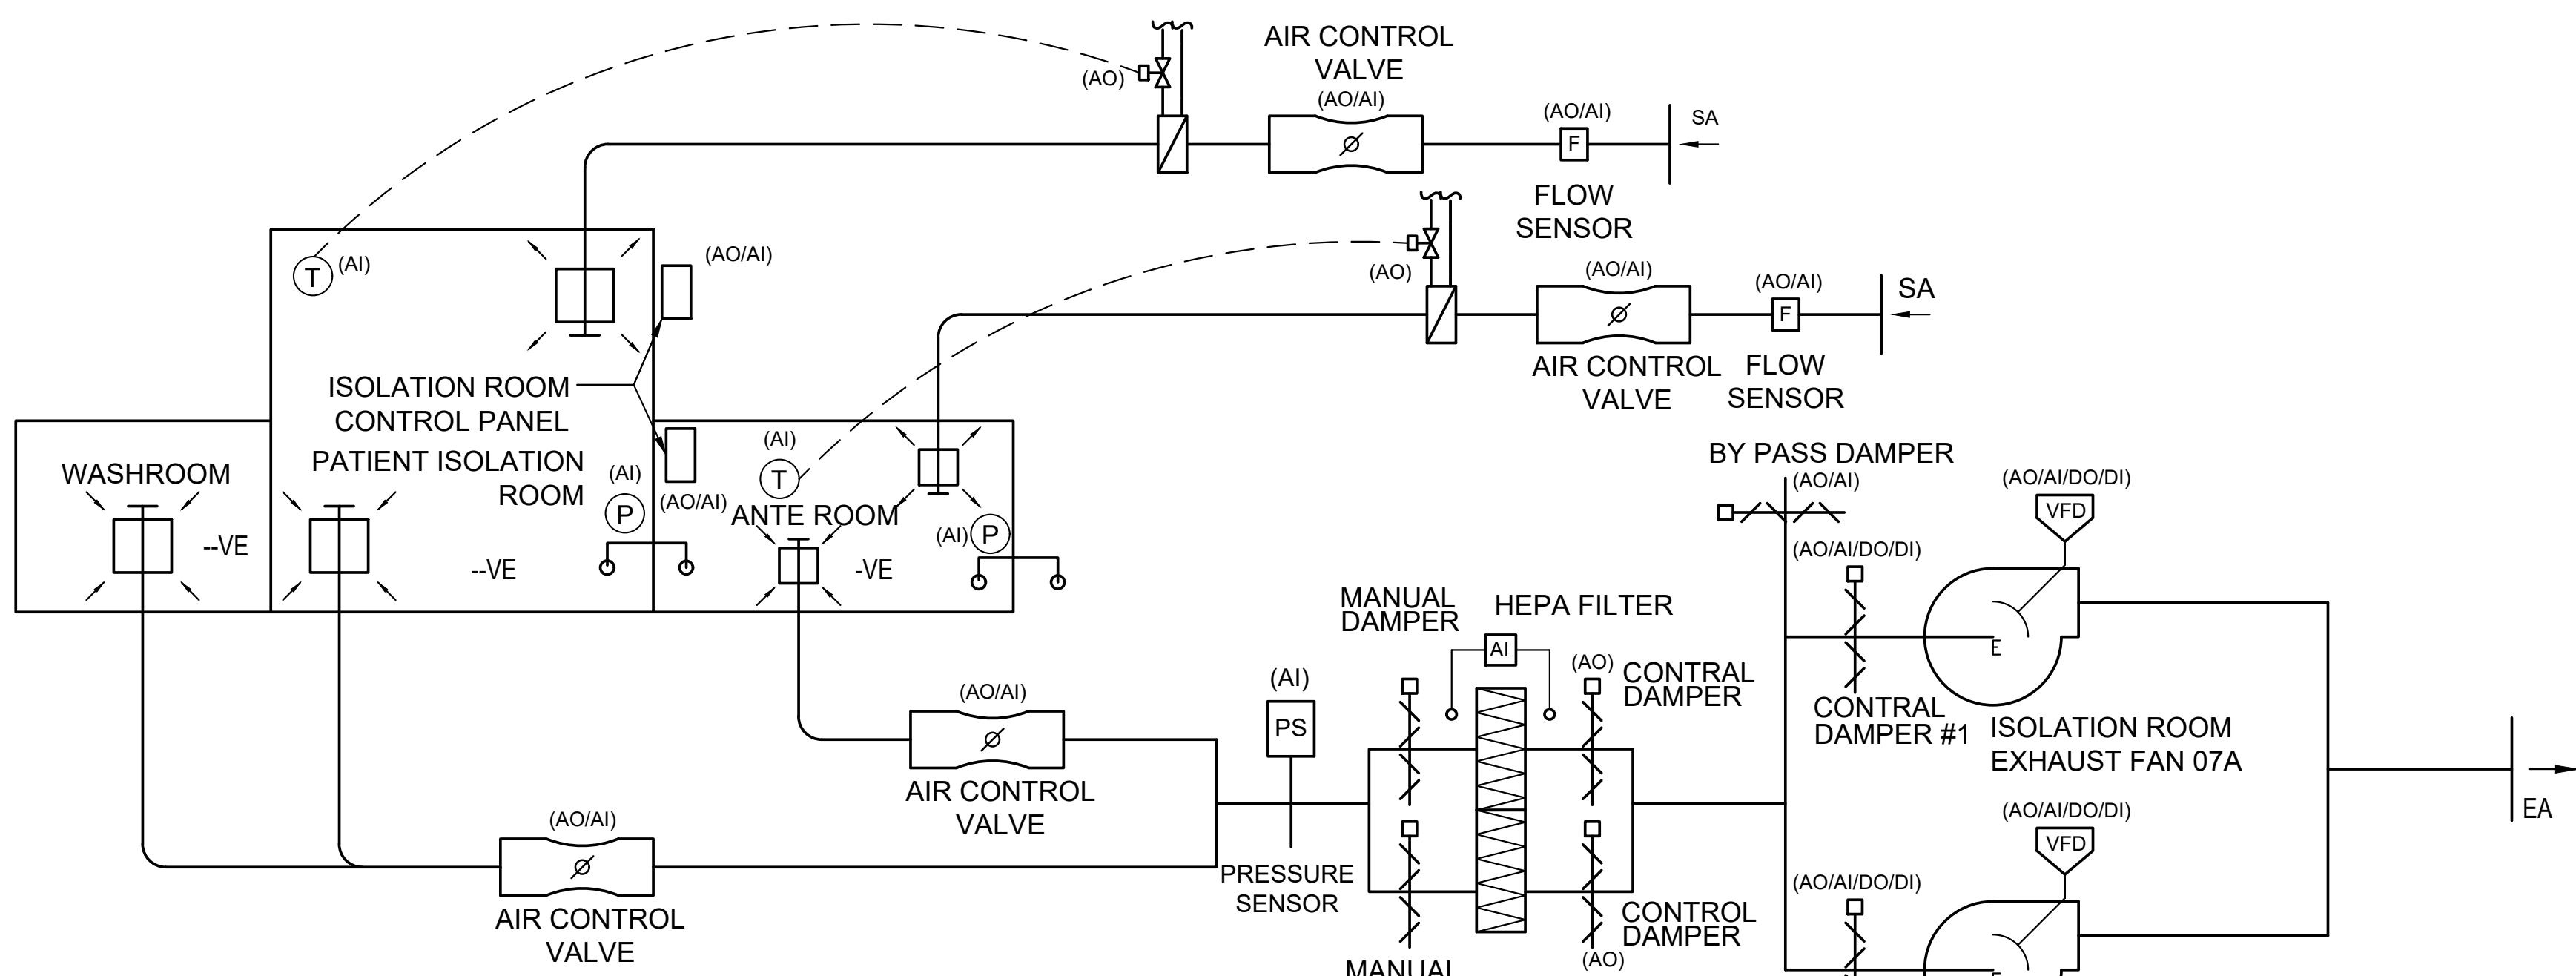 AIR CONTROL
VALVE
(AO/AI)
(AO)
(AO/AI)
F
SA
FLOW
SENSOR
T
(AI)
(AO/AI)
(AO)
(AO/AI)
(AO/AI)
F
SA
AIR CONTROL
VALVE
FLOW
SENSOR
ISOLATION ROOM
CONTROL PANEL
PATIENT ISOLATION
ROOM
(AI)
P
(AO/AI)
--VE
WASHROOM
--VE
(AI)
T
ANTE ROOM
(AI)
P
-VE
BY PASS DAMPER
(AO/AI)
(AO/AI/DO/DI)
VFD
(AO/AI/DO/DI)
E
CONTRAL
DAMPER #1
ISOLATION ROOM
EXHAUST FAN 07A
MANUAL
DAMPER
HEPA FILTER
AI
(AO)
CONTRAL
DAMPER
(AI)
PS
PRESSURE
SENSOR
(AO/AI)
AIR CONTROL
VALVE
(AO/AI)
AIR CONTROL
VALVE
CONTROL
DAMPER
(AO)
MANUAL
(AO/AI/DO/DI)
VFD
(AO/AI/DO/DI)
EA